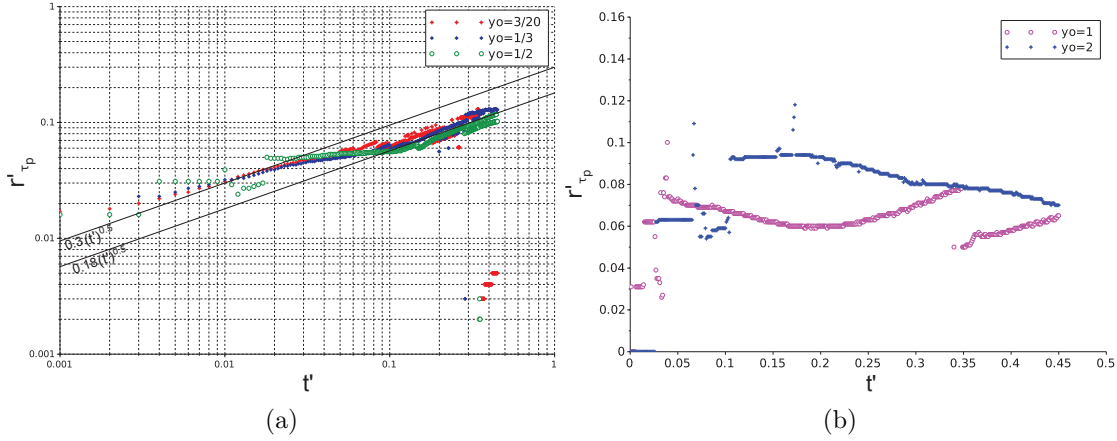 1
yo=3/20
yo=1/3
yo=1/2
0.1
r'τp
0.01
0.3(t')^0.5
0.18(t')^0.5
0.001
0.001
0.01
0.1
1
t'
(a)
0.16
yo=1
yo=2
0.14
0.12
0.1
r'τp
0.08
0.06
0.04
0.02
0
0
0.05
0.1
0.15
0.2
0.25
0.3
0.35
0.4
0.45
0.5
t'
(b)